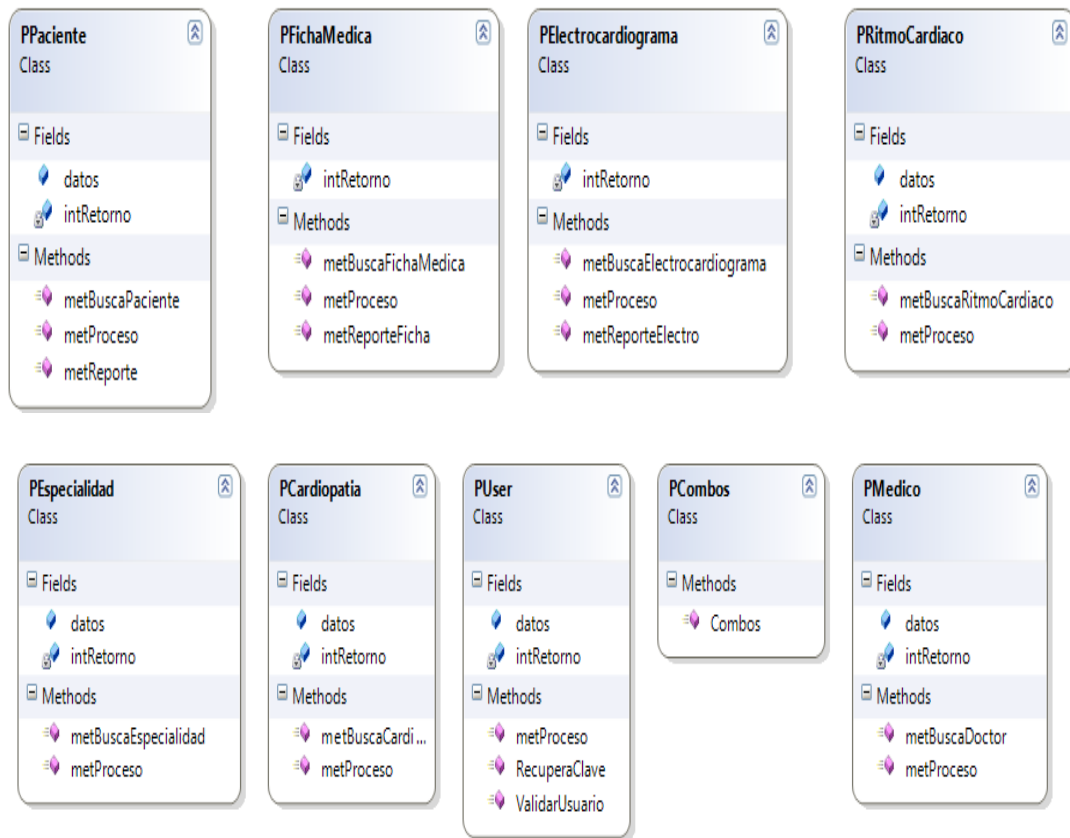 PPaciente
Class
Fields
datos
intRetorno
Methods
metBuscaPaciente
metProceso
metReporte
PFichaMedica
Class
Fields
intRetorno
Methods
metBuscaFichaMedica
metProceso
metReporteFicha
PElectrocardiograma
Class
Fields
intRetorno
Methods
metBuscaElectrocardiograma
metProceso
metReporteElectro
PRitmoCardiaco
Class
Fields
datos
intRetorno
Methods
metBuscaRitmoCardiaco
metProceso
PEspecialidad
Class
Fields
datos
intRetorno
Methods
metBuscaEspecialidad
metProceso
PCardiopatia
Class
Fields
datos
intRetorno
Methods
metBuscaCardi...
metProceso
PUser
Class
Fields
datos
intRetorno
Methods
metProceso
RecuperaClave
ValidarUsuario
PCombos
Class
Methods
Combos
PMedico
Class
Fields
datos
intRetorno
Methods
metBuscaDoctor
metProceso